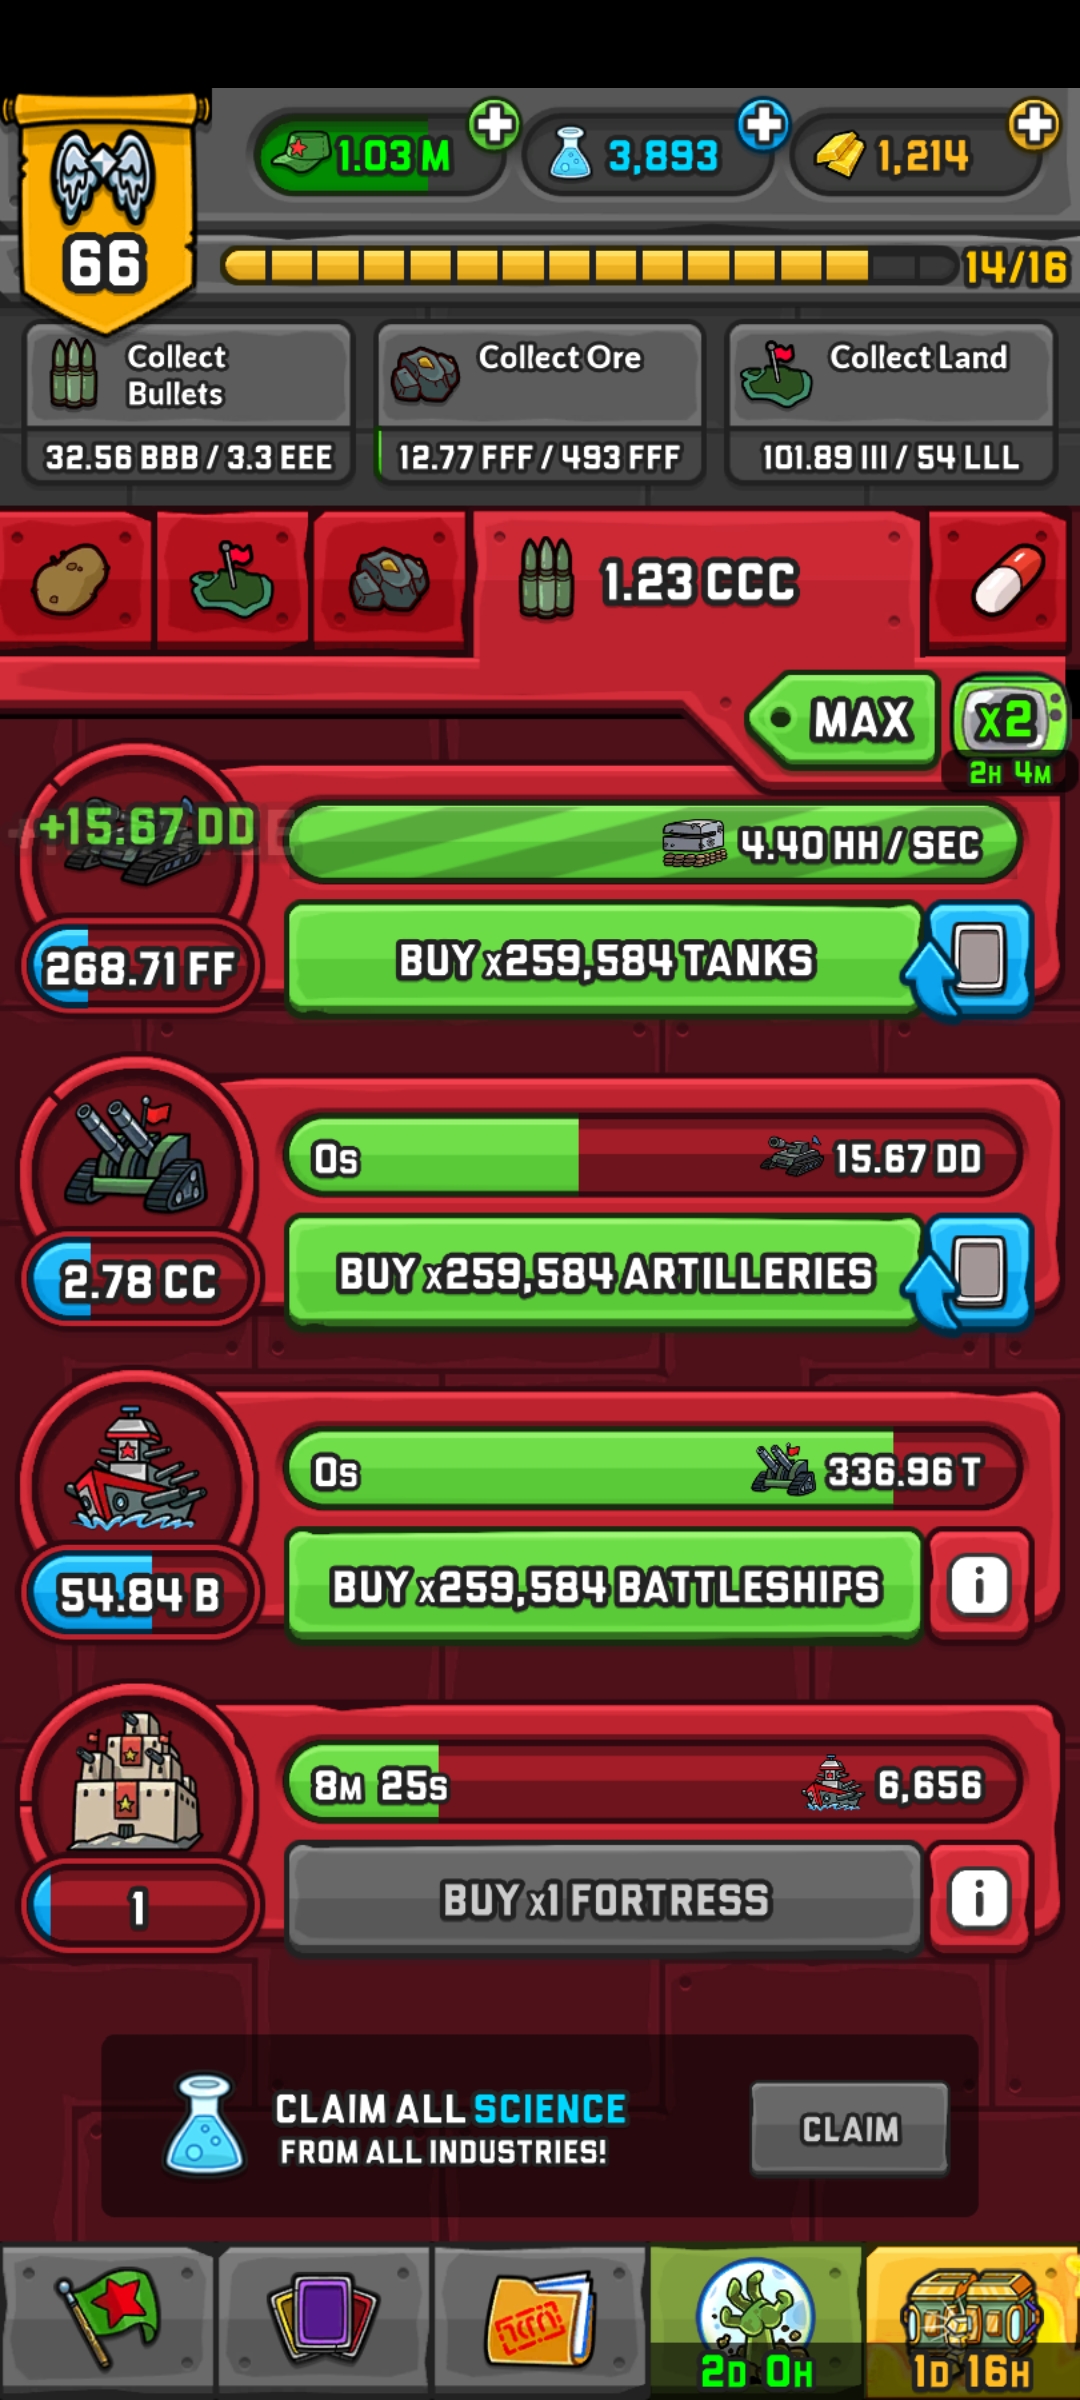 1.03 M
3,893
1,214
66
14/16
Collect
Bullets
Collect Ore
Collect Land
32.56 BBB / 3.3 EEE
12.77 FFF / 493 FFF
101.89 III / 54 LLL
1.23 CCC
MAX
x2
2H 4M
+15.67 DD
4.40 HH / SEC
268.71 FF
BUY x259,584 TANKS
0s
15.67 DD
2.78 CC
BUY x259,584 ARTILLERIES
0s
336.96 T
54.84 B
BUY x259,584 BATTLESHIPS
i
8M 25s
6,656
1
BUY x1 FORTRESS
i
CLAIM ALL SCIENCE
FROM ALL INDUSTRIES!
CLAIM
2D 0H
1D 16H